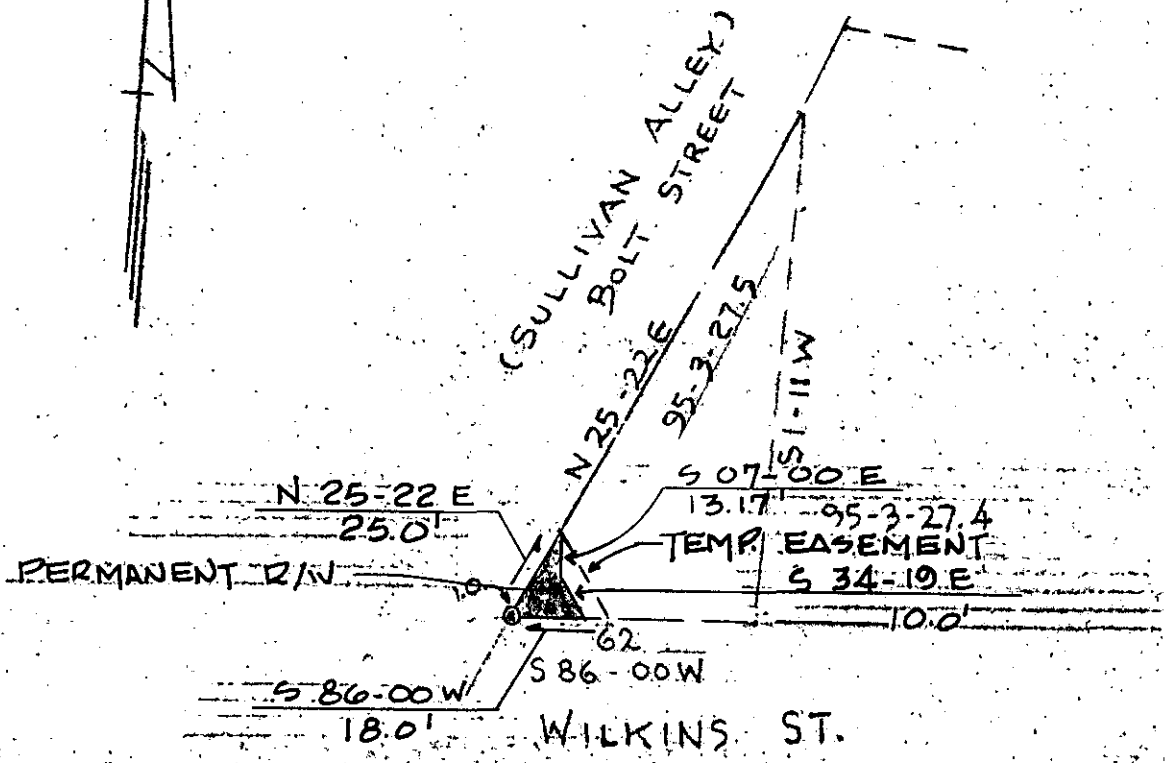 N
(SULLIVAN ALLEY)
BOLT STREET
N 25-22 E
95-3-27.5
S1-11 W
N 25-22 E
25.0'
S 07-00 E
13.17'
95-3-27.4
TEMP. EASEMENT
PERMANENT R/W
S 34-19 E
10.0'
62
S 86-00 W
S 86-00 W
18.0'
WILKINS ST.